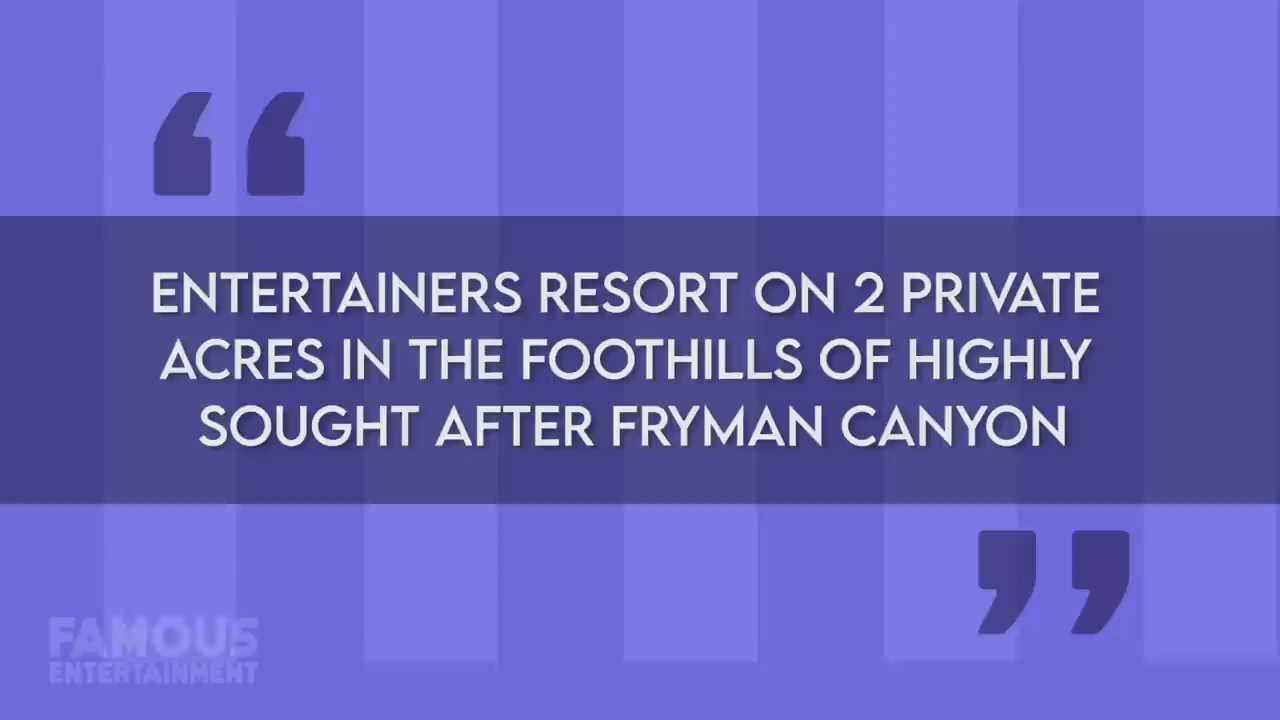 “
ENTERTAINERS RESORT ON 2 PRIVATE
ACRES IN THE FOOTHILLS OF HIGHLY
SOUGHT AFTER FRYMAN CANYON
”
FAMOUS
ENTERTAINMENT